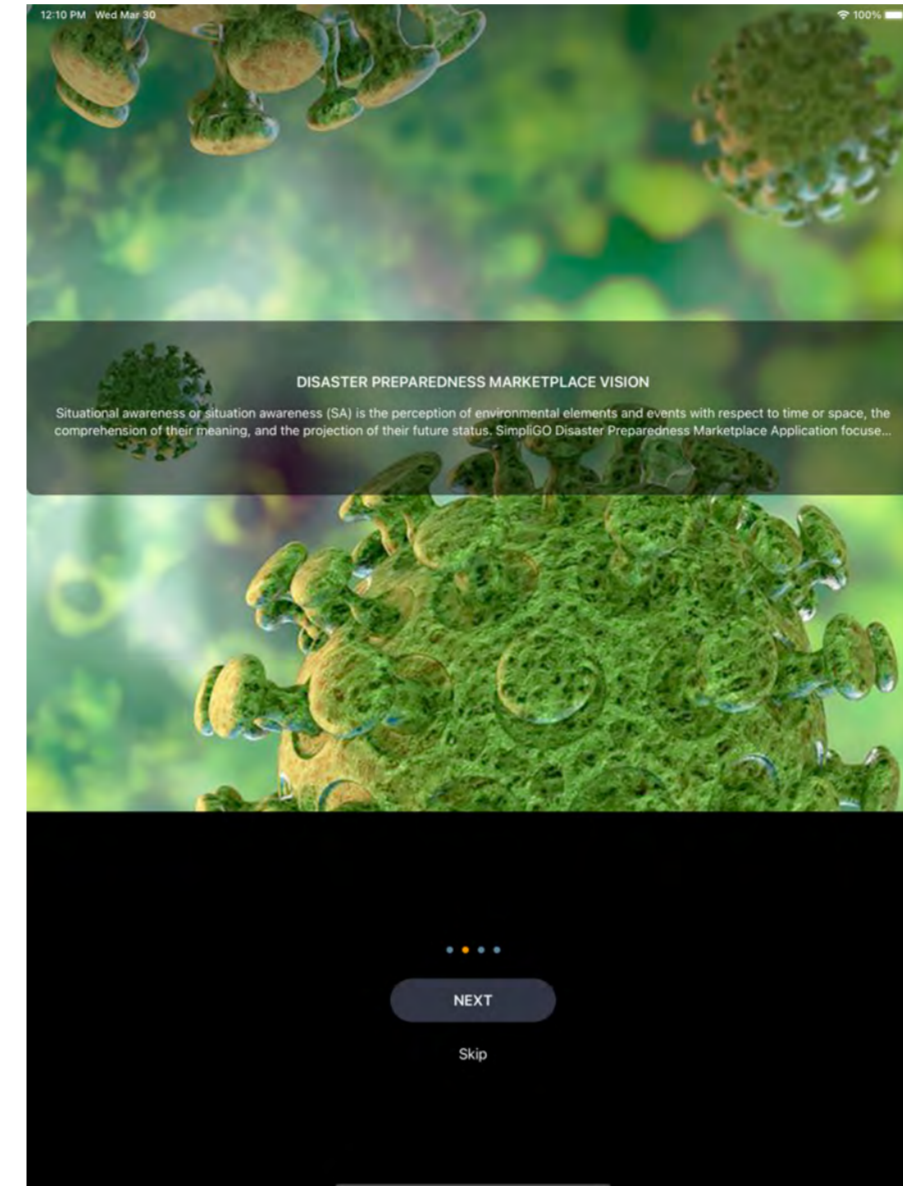 12:10 PM Wed Mar 30
100%
DISASTER PREPAREDNESS MARKETPLACE VISION
Situational awareness or situation awareness (SA) is the perception of environmental elements and events with respect to time or space, the
comprehension of their meaning, and the projection of their future status. SimpliGO Disaster Preparedness Marketplace Application focuse...
NEXT
Skip